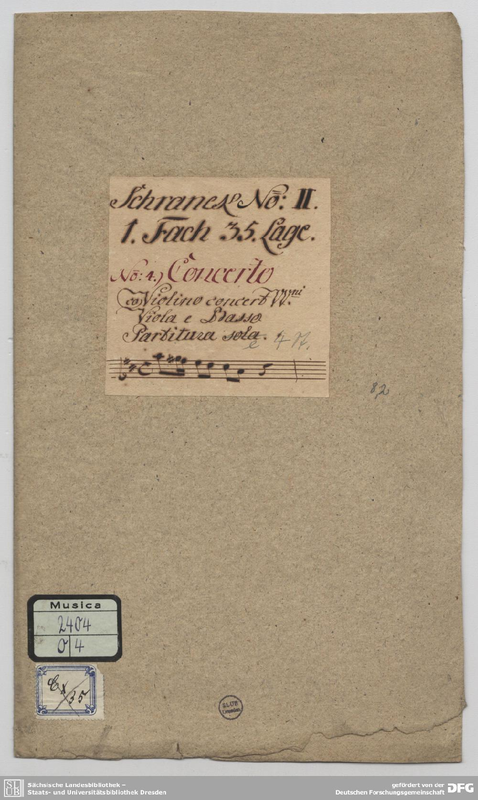 Schranck No: II.
1. Fach 35. Lage.
No: 4.) Concerto
co Violino concert: VVni
Viola e Basso
Partitura sola.
82
Musica
2404
O/4
Cx
35
SLUB
Sächsische Landesbibliothek –
Staats- und Universitätsbibliothek Dresden
gefördert von der
Deutschen Forschungsgemeinschaft
DFG